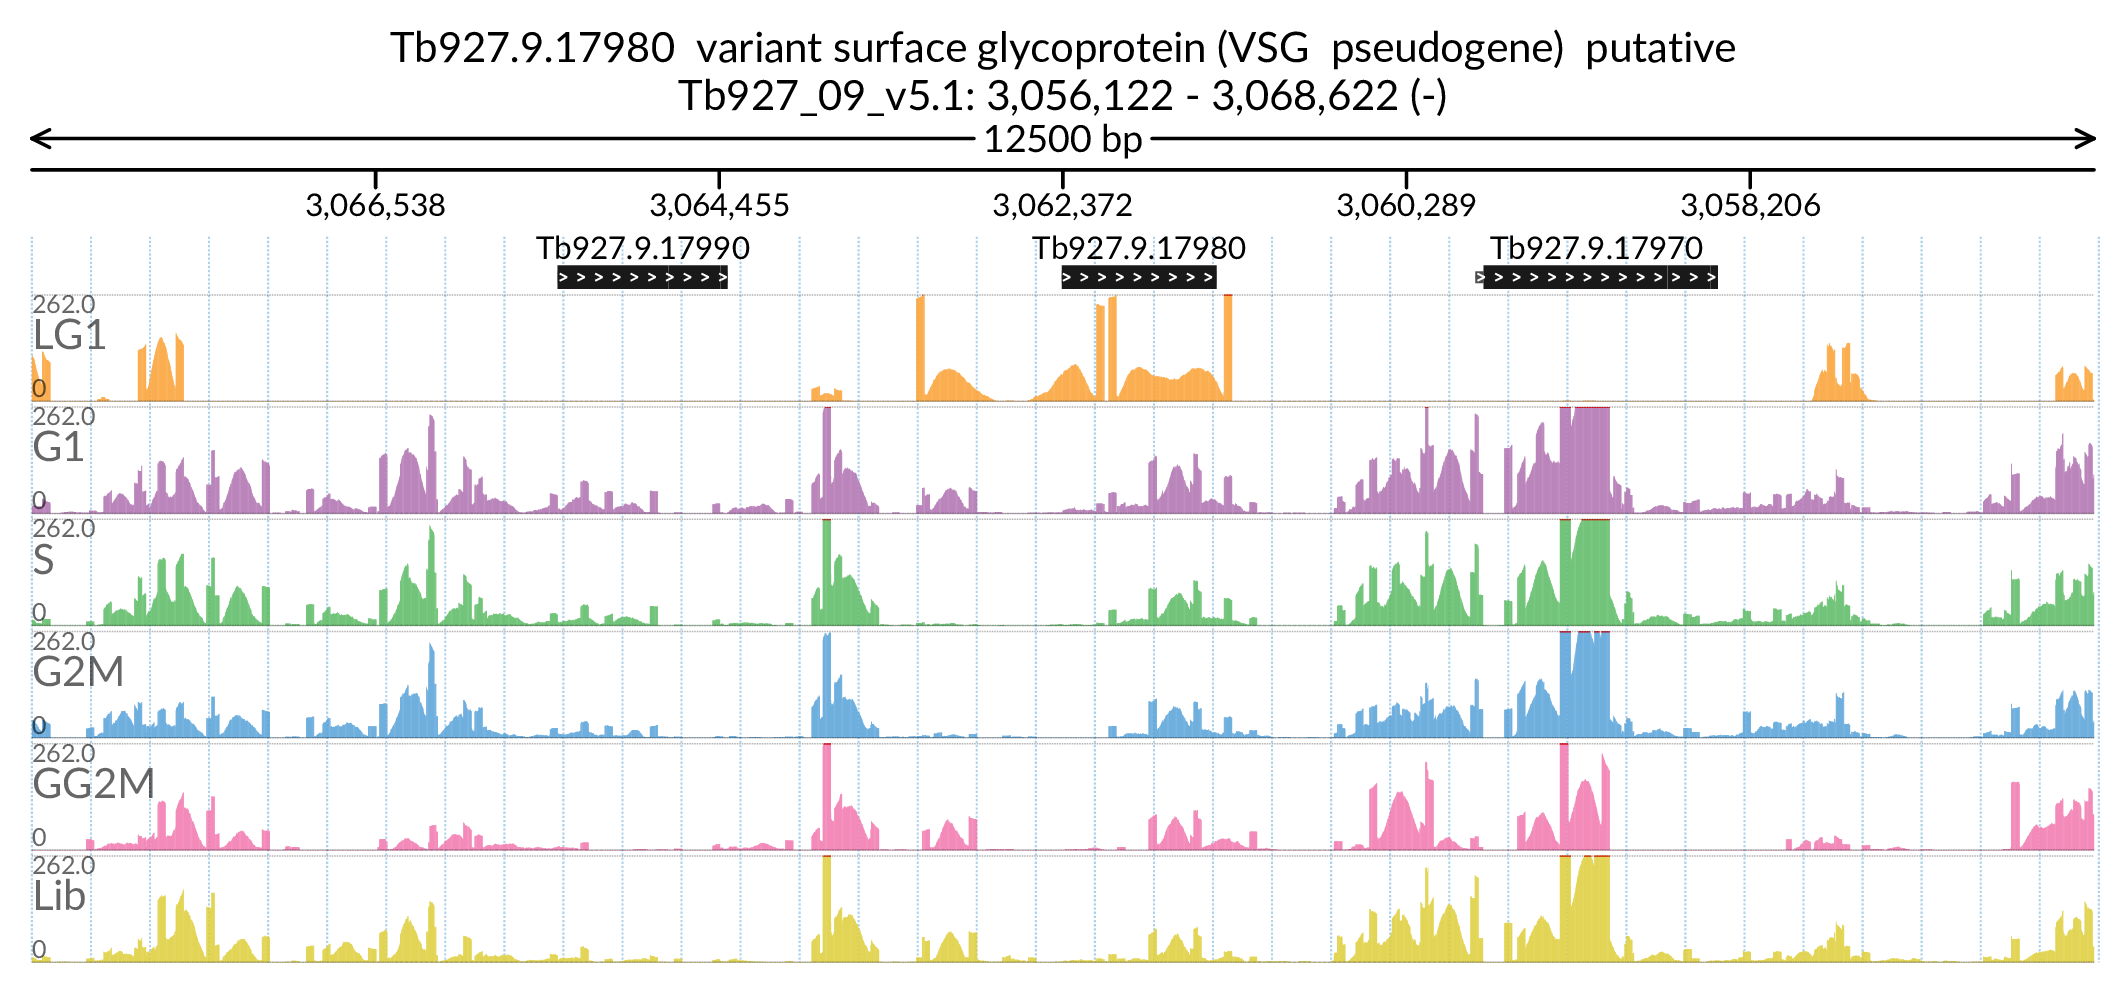 Tb927.9.17980 variant surface glycoprotein (VSG pseudogene) putative
Tb927_09_v5.1: 3,056,122 - 3,068,622 (-)
12500 bp
3,066,538 3,064,455 3,062,372 3,060,289 3,058,206
Tb927.9.17990 Tb927.9.17980 Tb927.9.17970
262.0
LG1
0
262.0
G1
0
262.0
S
0
262.0
G2M
0
262.0
GG2M
0
262.0
Lib
0